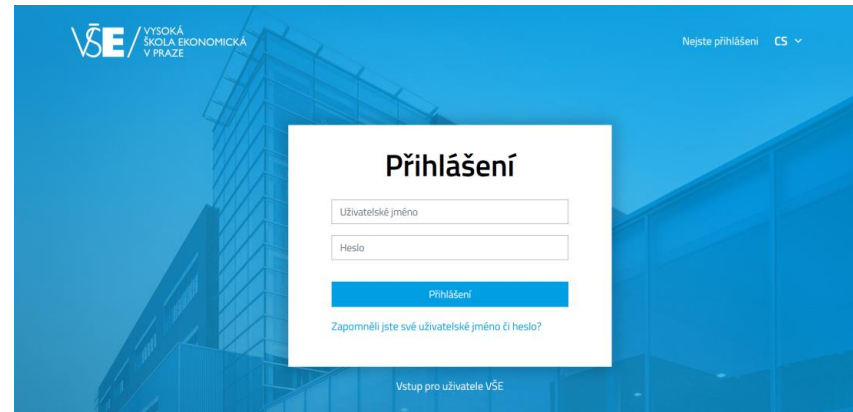 VŠE
VYSOKÁ
ŠKOLA EKONOMICKÁ
V PRAZE
Nejste přihlášeni CS
Přihlášení
Uživatelské jméno
Heslo
Přihlášení
Zapomněli jste své uživatelské jméno či heslo?
Vstup pro uživatele VŠE